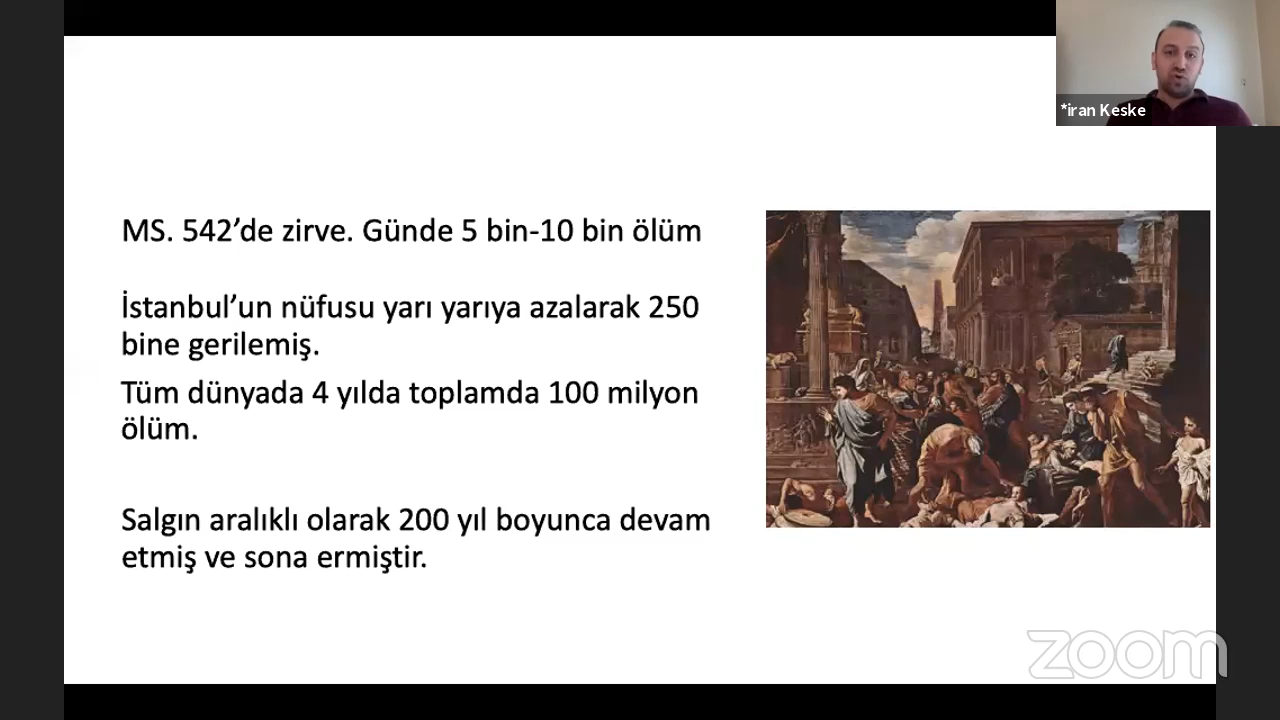 *iran Keske
MS. 542’de zirve. Günde 5 bin-10 bin ölüm
İstanbul’un nüfusu yarı yarıya azalarak 250
bine gerilemiş.
Tüm dünyada 4 yılda toplamda 100 milyon
ölüm.
Salgın aralıklı olarak 200 yıl boyunca devam
etmiş ve sona ermiştir.
zoom